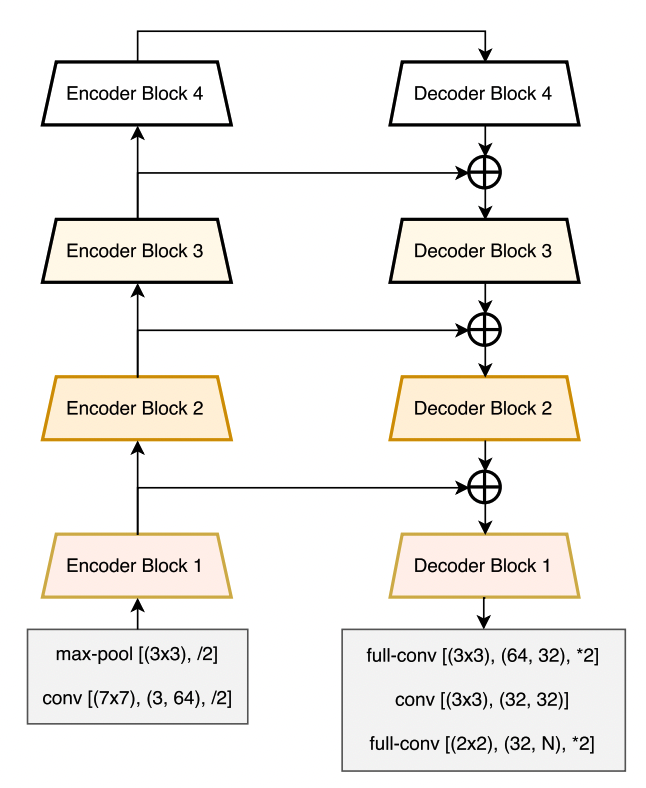 Encoder Block 4
Decoder Block 4
Encoder Block 3
Decoder Block 3
Encoder Block 2
Decoder Block 2
Encoder Block 1
Decoder Block 1
max-pool [(3x3), /2]
conv [(7x7), (3, 64), /2]
full-conv [(3x3), (64, 32), *2]
conv [(3x3), (32, 32)]
full-conv [(2x2), (32, N), *2]